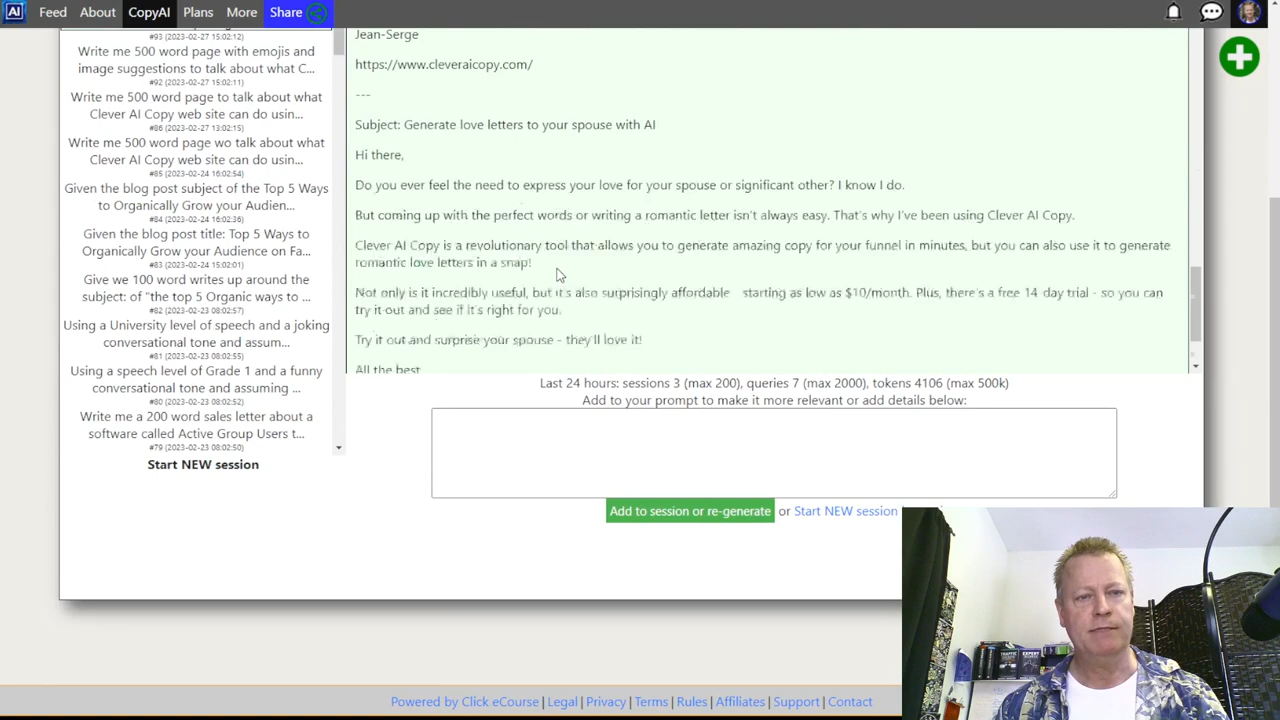 AI Feed About CopyAI Plans More Share
#93 (2023-02-27 15:02:12)
Write me 500 word page with emojis and
image suggestions to talk about what C...
#92 (2023-02-27 15:02:11)
Write me 500 word page to talk about what
Clever AI Copy web site can do usin...
#86 (2023-02-27 13:02:15)
Write me 500 word page wo talk about what
Clever AI Copy web site can do usin...
#85 (2023-02-24 16:02:54)
Given the blog post subject of the Top 5 Ways
to Organically Grow your Audien...
#84 (2023-02-24 16:02:36)
Given the blog post title: Top 5 Ways to
Organically Grow your Audience on Fa...
#83 (2023-02-24 15:02:01)
Give we 100 word writes up around the
subject: of "the top 5 Organic ways to ...
#82 (2023-02-23 08:02:57)
Using a University level of speech and a joking
conversational tone and assum...
#81 (2023-02-23 08:02:55)
Using a speech level of Grade 1 and a funny
conversational tone and assuming ...
#80 (2023-02-23 08:02:52)
Write me a 200 word sales letter about a
software called Active Group Users t...
#79 (2023-02-23 08:02:50)
Start NEW session
Jean-Serge
https://www.cleveraicopy.com/
---
Subject: Generate love letters to your spouse with AI
Hi there,
Do you ever feel the need to express your love for your spouse or significant other? I know I do.
But coming up with the perfect words or writing a romantic letter isn't always easy. That's why I've been using Clever AI Copy.
Clever AI Copy is a revolutionary tool that allows you to generate amazing copy for your funnel in minutes, but you can also use it to generate
romantic love letters in a snap!
Not only is it incredibly useful, but it's also surprisingly affordable starting as low as $10/month. Plus, there's a free 14 day trial - so you can
try it out and see if it's right for you.
Try it out and surprise your spouse - they'll love it!
All the best
Last 24 hours: sessions 3 (max 200), queries 7 (max 2000), tokens 4106 (max 500k)
Add to your prompt to make it more relevant or add details below:
Add to session or re-generate or Start NEW session
Powered by Click eCourse | Legal | Privacy | Terms | Rules | Affiliates | Support | Contact